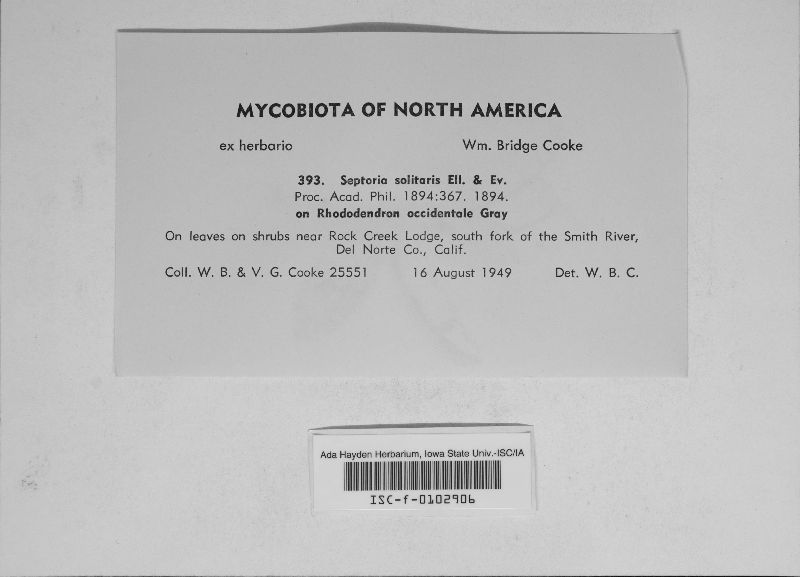 MYCOBIOTA OF NORTH AMERICA
ex herbario Wm. Bridge Cooke
393. Septoria solitaris Ell. & Ev.
Proc. Acad. Phil. 1894:367. 1894.
on Rhododendron occidentale Gray
On leaves on shrubs near Rock Creek Lodge, south fork of the Smith River,
Del Norte Co., Calif.
Coll. W. B. & V. G. Cooke 25551 16 August 1949 Det. W. B. C.
Ada Hayden Herbarium, Iowa State Univ.-ISC/IA
ISC-f-0102906